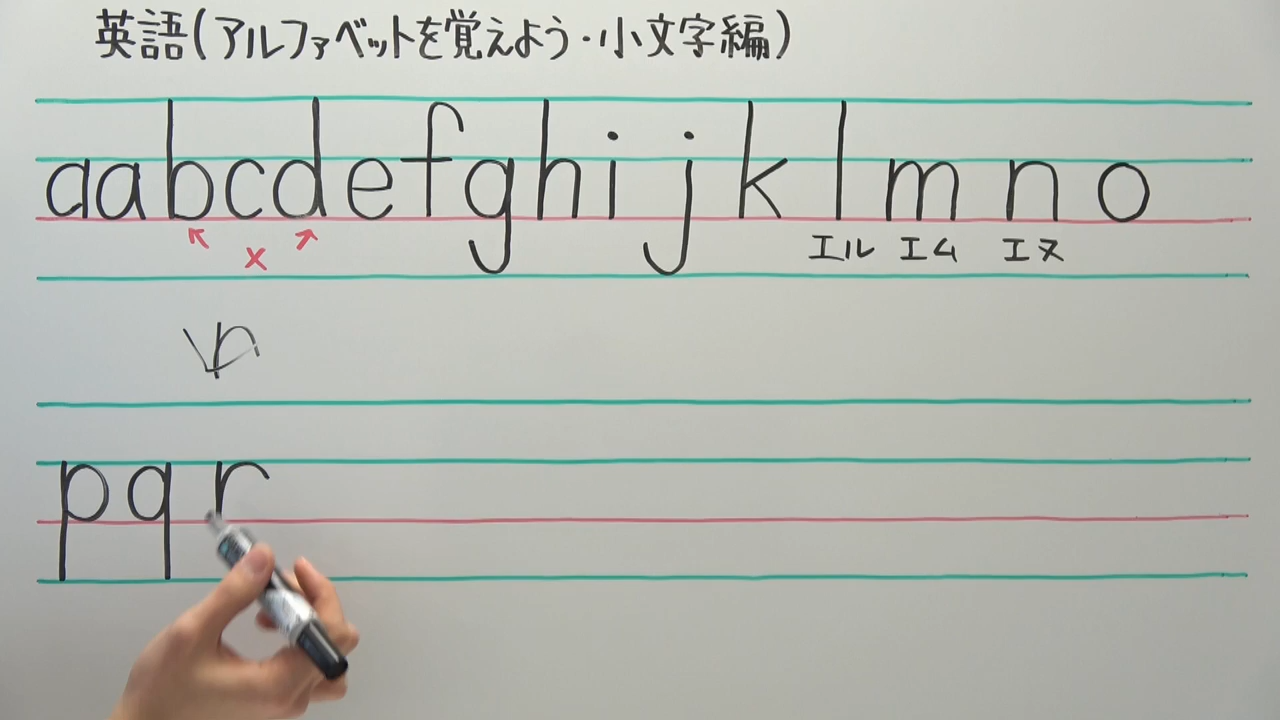 英語(アルファベットを覚えよう・小文字編)
aabcdefghijklmno
x エル エム エヌ
pqr